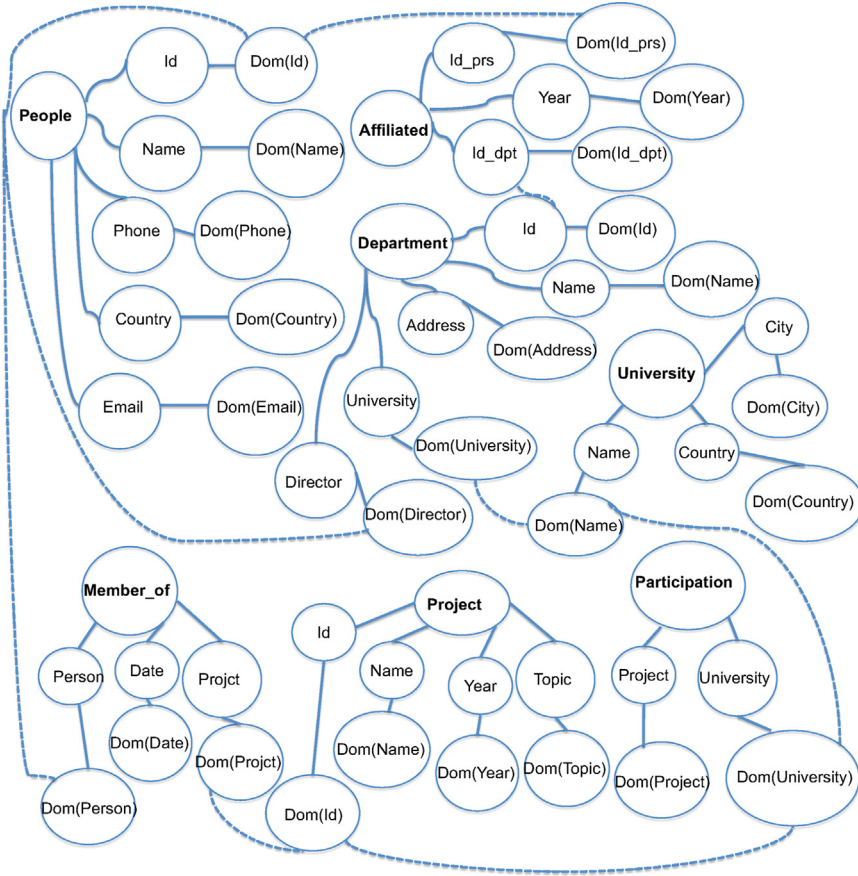 People
Id
Dom(Id)
Name
Dom(Name)
Phone
Dom(Phone)
Country
Dom(Country)
Email
Dom(Email)
Affiliated
Id_prs
Dom(Id_prs)
Year
Dom(Year)
Id_dpt
Dom(Id_dpt)
Department
Id
Dom(Id)
Name
Dom(Name)
Address
Dom(Address)
University
Dom(University)
Director
Dom(Director)
University
City
Dom(City)
Name
Dom(Name)
Country
Dom(Country)
Member_of
Person
Dom(Person)
Date
Dom(Date)
Projct
Dom(Projct)
Project
Id
Dom(Id)
Name
Dom(Name)
Year
Dom(Year)
Topic
Dom(Topic)
Participation
Project
Dom(Project)
University
Dom(University)